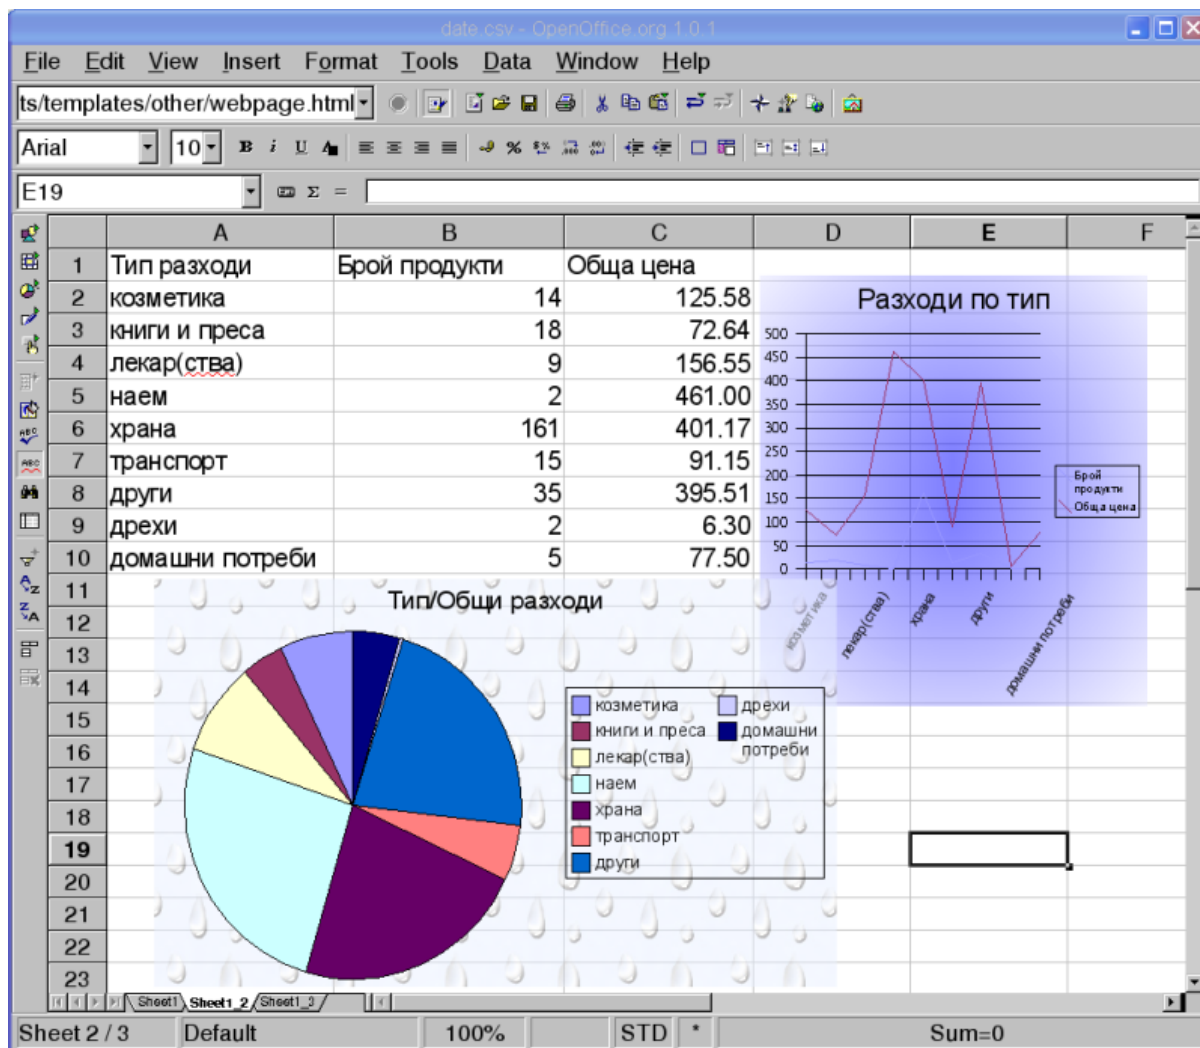 date.csv - OpenOffice.org 1.0.1
File Edit View Insert Format Tools Data Window Help
ts/templates/other/webpage.html
Arial 10
E19
A B C D E F
1 Тип разходи Брой продукти Обща цена
2 козметика 14 125.58
3 книги и преса 18 72.64
4 лекар(ства) 9 156.55
5 наем 2 461.00
6 храна 161 401.17
7 транспорт 15 91.15
8 други 35 395.51
9 дрехи 2 6.30
10 домашни потреби 5 77.50
11
12
13
14
15
16
17
18
19
20
21
22
23
Разходи по тип
500
450
400
350
300
250
200
150
100
50
0
Брой
продукти
Обща цена
козметика
лекар(ства)
храна
други
домашни потреби
Тип/Общи разходи
козметика дрехи
книги и преса домашни
потреби
лекар(ства)
наем
храна
транспорт
други
Sheet1 Sheet1_2 Sheet1_3
Sheet 2 / 3 Default 100% STD * Sum=0